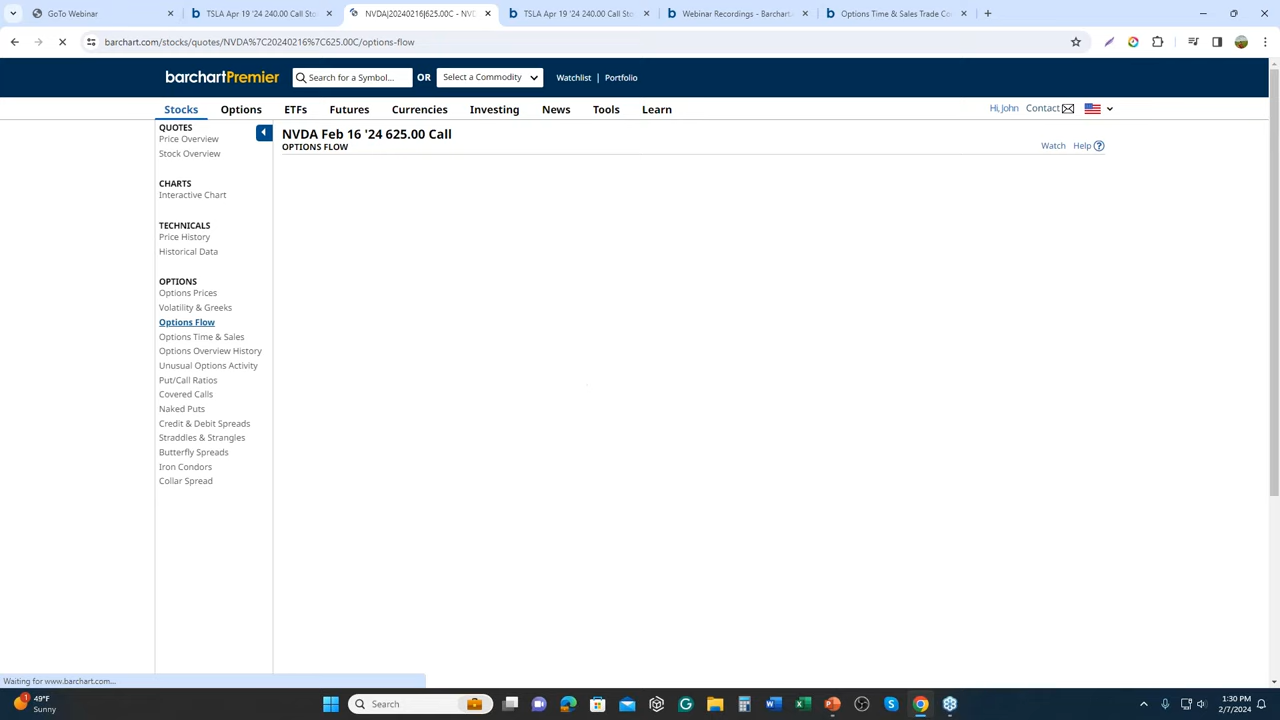 GoTo Webinar
TSLA Apr 19 '24 240.00 Call Sto
NVDA|20240216|625.00C - NV
TSLA Apr 19 '24 240.00 Call Sto
Webinar Recordings - Barchart
Options Time & Sales Trade Co
barchart.com/stocks/quotes/NVDA%7C20240216%7C625.00C/options-flow
barchartPremier
Search for a Symbol...
OR
Select a Commodity
Watchlist | Portfolio
Stocks
Options
ETFs
Futures
Currencies
Investing
News
Tools
Learn
Hi, John
Contact
QUOTES
Price Overview
Stock Overview
CHARTS
Interactive Chart
TECHNICALS
Price History
Historical Data
OPTIONS
Options Prices
Volatility & Greeks
Options Flow
Options Time & Sales
Options Overview History
Unusual Options Activity
Put/Call Ratios
Covered Calls
Naked Puts
Credit & Debit Spreads
Straddles & Strangles
Butterfly Spreads
Iron Condors
Collar Spread
NVDA Feb 16 '24 625.00 Call
OPTIONS FLOW
Watch
Help
Waiting for www.barchart.com...
1
49°F
Sunny
Search
1:30 PM
2/7/2024